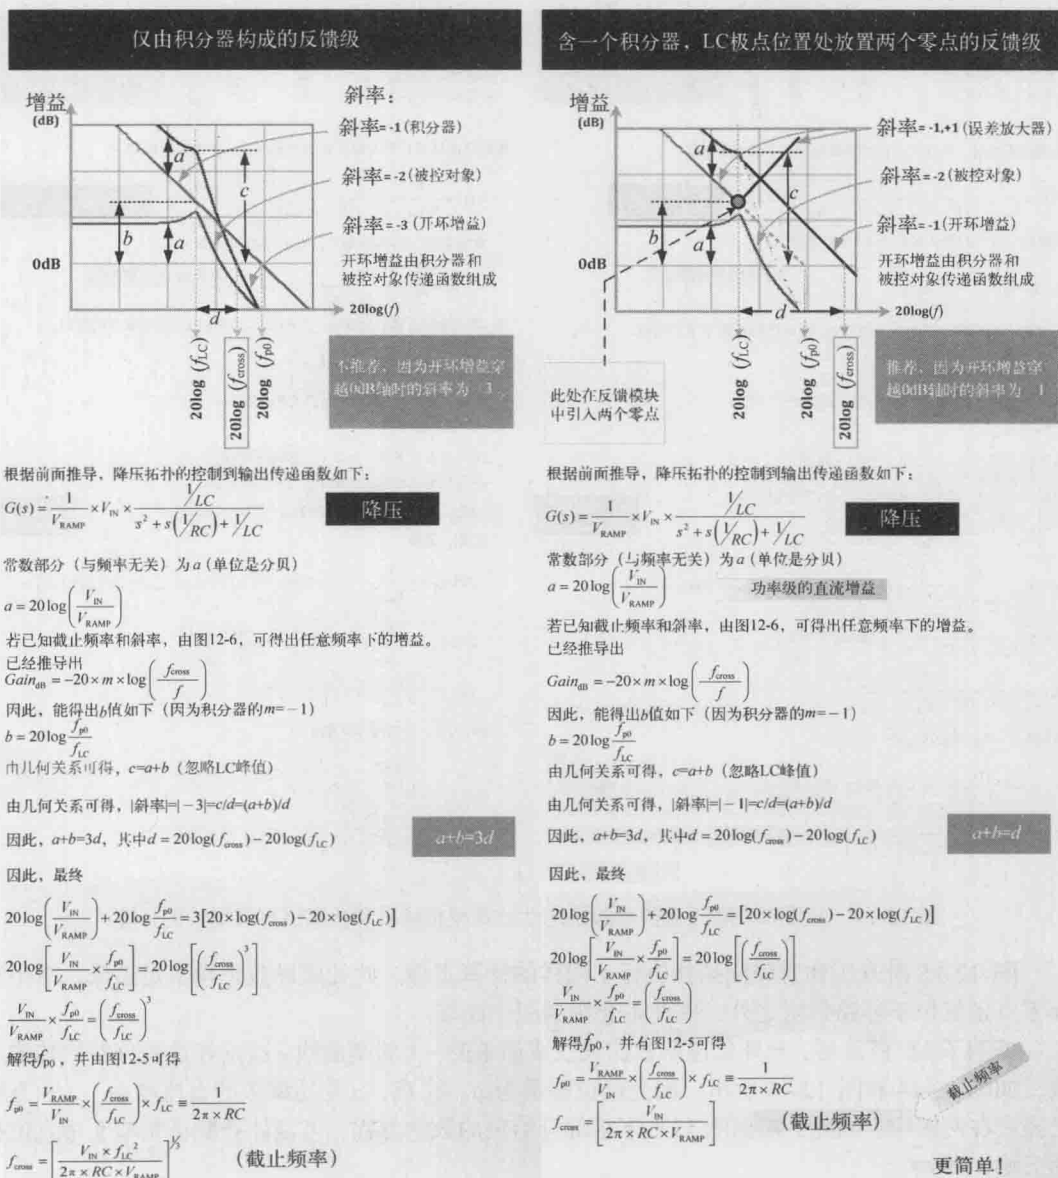 仅由积分器构成的反馈级
增益
(dB)
斜率：
斜率=-1(积分器)
斜率=-2(被控对象)
斜率=-3(开环增益)
开环增益由积分器和
被控对象传递函数组成
a
c
b
a
0dB
d
20log(f)
20log (f_LC)
20log (f_cross)
20log (f_p0)
不推荐，因为开环增益穿
越0dB轴时的斜率为-3。
根据前面推导，降压拓扑的控制到输出传递函数如下：
G(s) = 1/V_RAMP × V_IN × (1/LC)/(s² + s(1/RC) + 1/LC)
降压
常数部分（与频率无关）为a（单位是分贝）
a = 20log(V_IN/V_RAMP)
若已知截止频率和斜率，由图12-6，可得出任意频率下的增益。
已经推导出
Gain_dB = -20×m×log(f_cross/f)
因此，能得出b值如下（因为积分器的m=－1）
b = 20log f_p0/f_LC
由几何关系可得，c=a+b（忽略LC峰值）
由几何关系可得，|斜率|=|－3|=c/d=(a+b)/d
因此，a+b=3d，其中d = 20log(f_cross) − 20log(f_LC)
a+b=3d
因此，最终
20log(V_IN/V_RAMP) + 20log f_p0/f_LC = 3[20×log(f_cross) − 20×log(f_LC)]
20log[V_IN/V_RAMP × f_p0/f_LC] = 20log[(f_cross/f_LC)³]
V_IN/V_RAMP × f_p0/f_LC = (f_cross/f_LC)³
解得f_p0，并由图12-5可得
f_p0 = V_RAMP/V_IN × (f_cross/f_LC) × f_LC ≡ 1/(2π×RC)
f_cross = [V_IN × f_LC²/(2π×RC×V_RAMP)]^(1/3)
(截止频率)
含一个积分器，LC极点位置处放置两个零点的反馈级
增益
(dB)
斜率=-1,+1(误差放大器)
斜率=-2(被控对象)
斜率=-1(开环增益)
开环增益由积分器和
被控对象传递函数组成
a
c
b
a
0dB
d
20log(f)
20log (f_LC)
20log (f_p0)
20log (f_cross)
此处在反馈模块
中引入两个零点
推荐，因为开环增益穿
越0dB轴时的斜率为-1
根据前面推导，降压拓扑的控制到输出传递函数如下：
G(s) = 1/V_RAMP × V_IN × (1/LC)/(s² + s(1/RC) + 1/LC)
降压
常数部分（与频率无关）为a（单位是分贝）
a = 20log(V_IN/V_RAMP)
功率级的直流增益
若已知截止频率和斜率，由图12-6，可得出任意频率下的增益。
已经推导出
Gain_dB = -20×m×log(f_cross/f)
因此，能得出b值如下（因为积分器的m=－1）
b = 20log f_p0/f_LC
由几何关系可得，c=a+b（忽略LC峰值）
由几何关系可得，|斜率|=|－1|=c/d=(a+b)/d
因此，a+b=3d，其中d = 20log(f_cross) − 20log(f_LC)
a+b=d
因此，最终
20log(V_IN/V_RAMP) + 20log f_p0/f_LC = [20×log(f_cross) − 20×log(f_LC)]
20log[V_IN/V_RAMP × f_p0/f_LC] = 20log[(f_cross/f_LC)]
V_IN/V_RAMP × f_p0/f_LC = (f_cross/f_LC)
解得f_p0，并有图12-5可得
f_p0 = V_RAMP/V_IN × (f_cross/f_LC) × f_LC ≡ 1/(2π×RC)
f_cross = [V_IN/(2π×RC×V_RAMP)]
(截止频率)
截止频率
更简单！